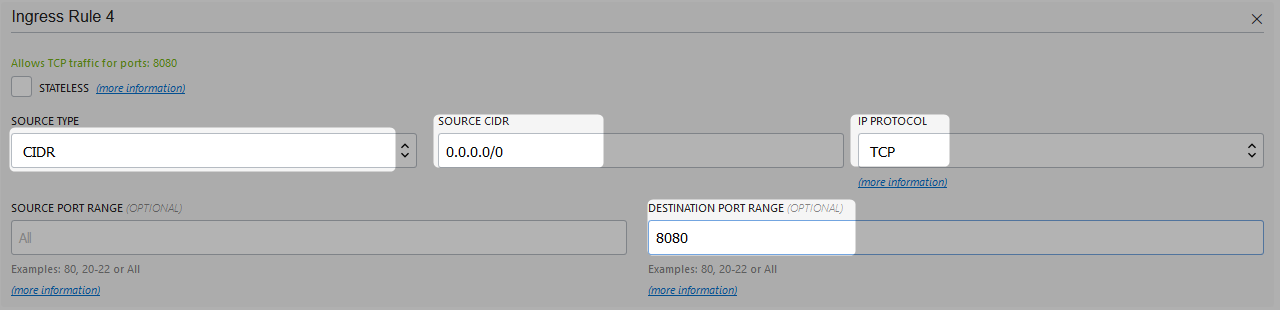 Ingress Rule 4
Allows TCP traffic for ports: 8080
STATELESS (more information)
SOURCE TYPE SOURCE CIDR IP PROTOCOL
CIDR 0.0.0.0/0 TCP
(more information)
SOURCE PORT RANGE (OPTIONAL) DESTINATION PORT RANGE (OPTIONAL)
All 8080
Examples: 80, 20-22 or All Examples: 80, 20-22 or All
(more information) (more information)